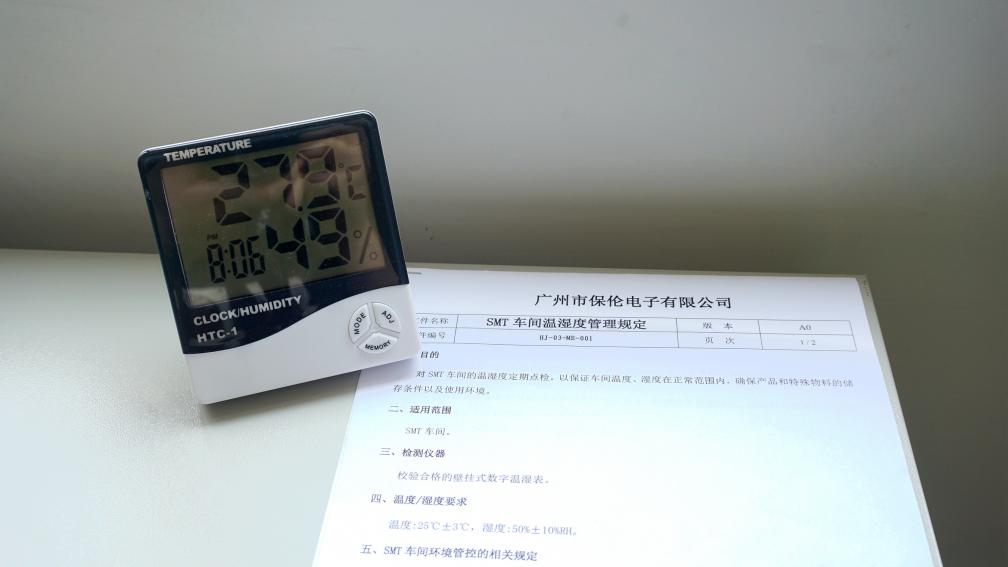 TEMPERATURE
27.9℃
PM
8:06
49%
CLOCK/HUMIDITY
HTC-1
MODE
ADJ
MEMORY
广州市保伦电子有限公司
件名称 SMT 车间温湿度管理规定 版 本 A0
件编号 HJ-03-ME-001 页 次 1/2
目的
对 SMT 车间的温湿度定期点检，以保证车间温度、湿度在正常范围内，确保产品和特殊物料的储
存条件以及使用环境。
二、适用范围
SMT 车间。
三、检测仪器
校验合格的壁挂式数字温湿表。
四、温度/湿度要求
温度:25℃±3℃，湿度:50%±10%RH。
五、SMT 车间环境管控的相关规定